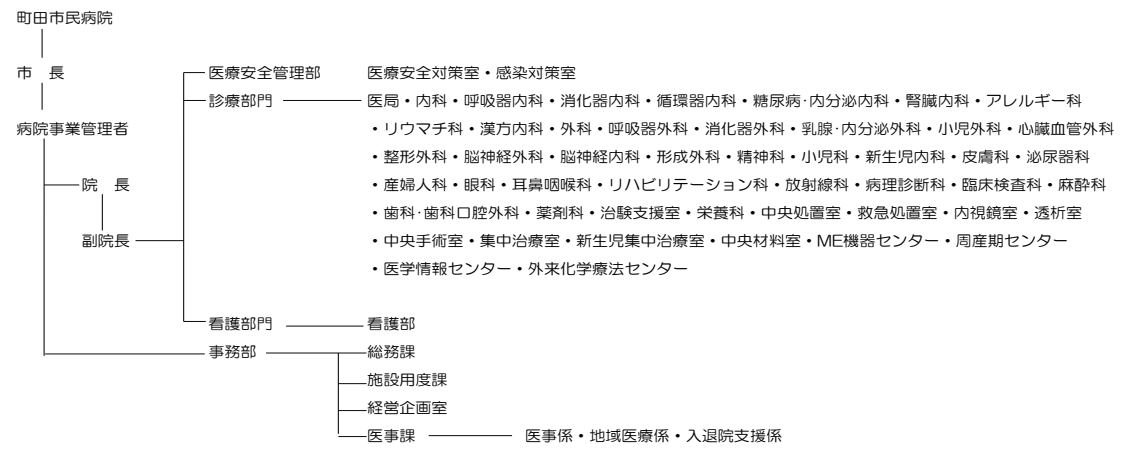 町田市民病院
市　長
医療安全管理部　医療安全対策室・感染対策室
診療部門　医局・内科・呼吸器内科・消化器内科・循環器内科・糖尿病･内分泌内科・腎臓内科・アレルギー科
病院事業管理者　・リウマチ科・漢方内科・外科・呼吸器外科・消化器外科・乳腺･内分泌外科・小児外科・心臓血管外科
・整形外科・脳神経外科・脳神経内科・形成外科・精神科・小児科・新生児内科・皮膚科・泌尿器科
院　長　・産婦人科・眼科・耳鼻咽喉科・リハビリテーション科・放射線科・病理診断科・臨床検査科・麻酔科
・歯科･歯科口腔外科・薬剤科・治験支援室・栄養科・中央処置室・救急処置室・内視鏡室・透析室
副院長　・中央手術室・集中治療室・新生児集中治療室・中央材料室・ME機器センター・周産期センター
・医学情報センター・外来化学療法センター
看護部門　看護部
事務部　総務課
施設用度課
経営企画室
医事課　医事係・地域医療係・入退院支援係